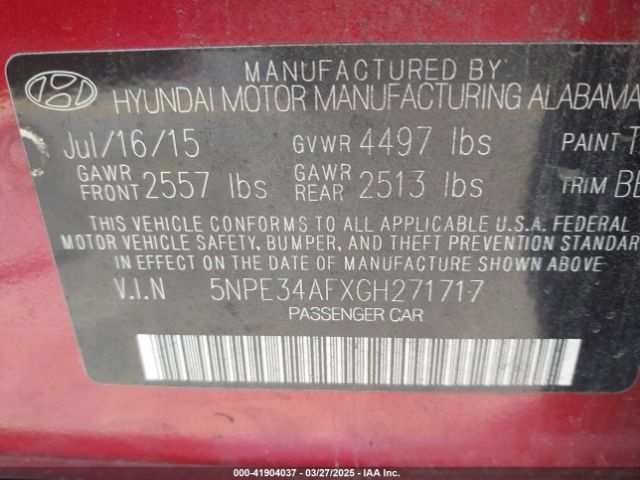 MANUFACTURED BY
HYUNDAI MOTOR MANUFACTURING ALABAMA
Jul/16/15 GVWR 4497 lbs PAINT
GAWR FRONT 2557 lbs GAWR REAR 2513 lbs TRIM
THIS VEHICLE CONFORMS TO ALL APPLICABLE U.S.A. FEDERAL
MOTOR VEHICLE SAFETY, BUMPER, AND THEFT PREVENTION STANDAR
IN EFFECT ON THE DATE OF MANUFACTURE SHOWN ABOVE.
V.I.N 5NPE34AFXGH271717
PASSENGER CAR
000-41904037 - 03/27/2025 - IAA Inc.